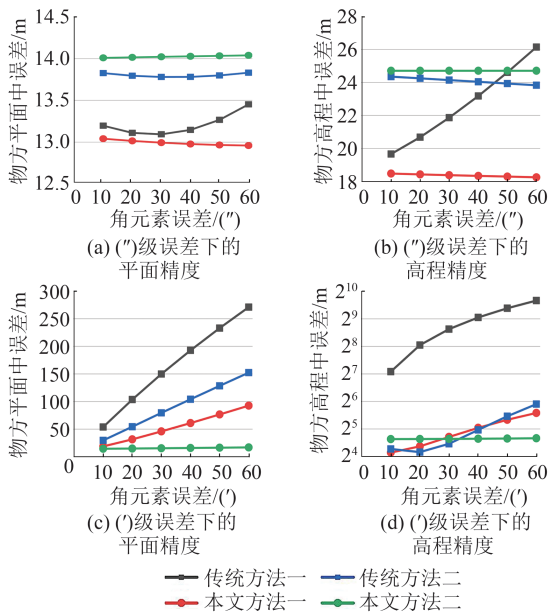 14.5
14.0
13.5
13.0
12.5
物方平面中误差/m
0 10 20 30 40 50 60
角元素误差/(″)
(a) (″)级误差下的
平面精度
28
26
24
22
20
18
物方高程中误差/m
0 10 20 30 40 50 60
角元素误差/(″)
(b) (″)级误差下的
高程精度
300
250
200
150
100
50
物方平面中误差/m
0 10 20 30 40 50 60
角元素误差/(′)
(c) (′)级误差下的
平面精度
2¹⁰
2⁹
2⁸
2⁷
2⁶
2⁵
2⁴
物方高程中误差/m
0 10 20 30 40 50 60
角元素误差/(′)
(d) (′)级误差下的
高程精度
传统方法一 传统方法二
本文方法一 本文方法二